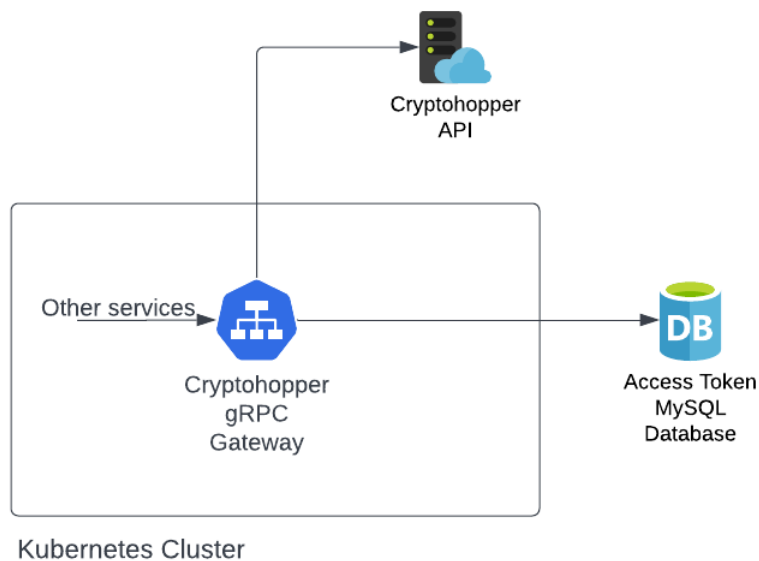 Cryptohopper
API
Other services
Cryptohopper
gRPC
Gateway
DB
Access Token
MySQL
Database
Kubernetes Cluster